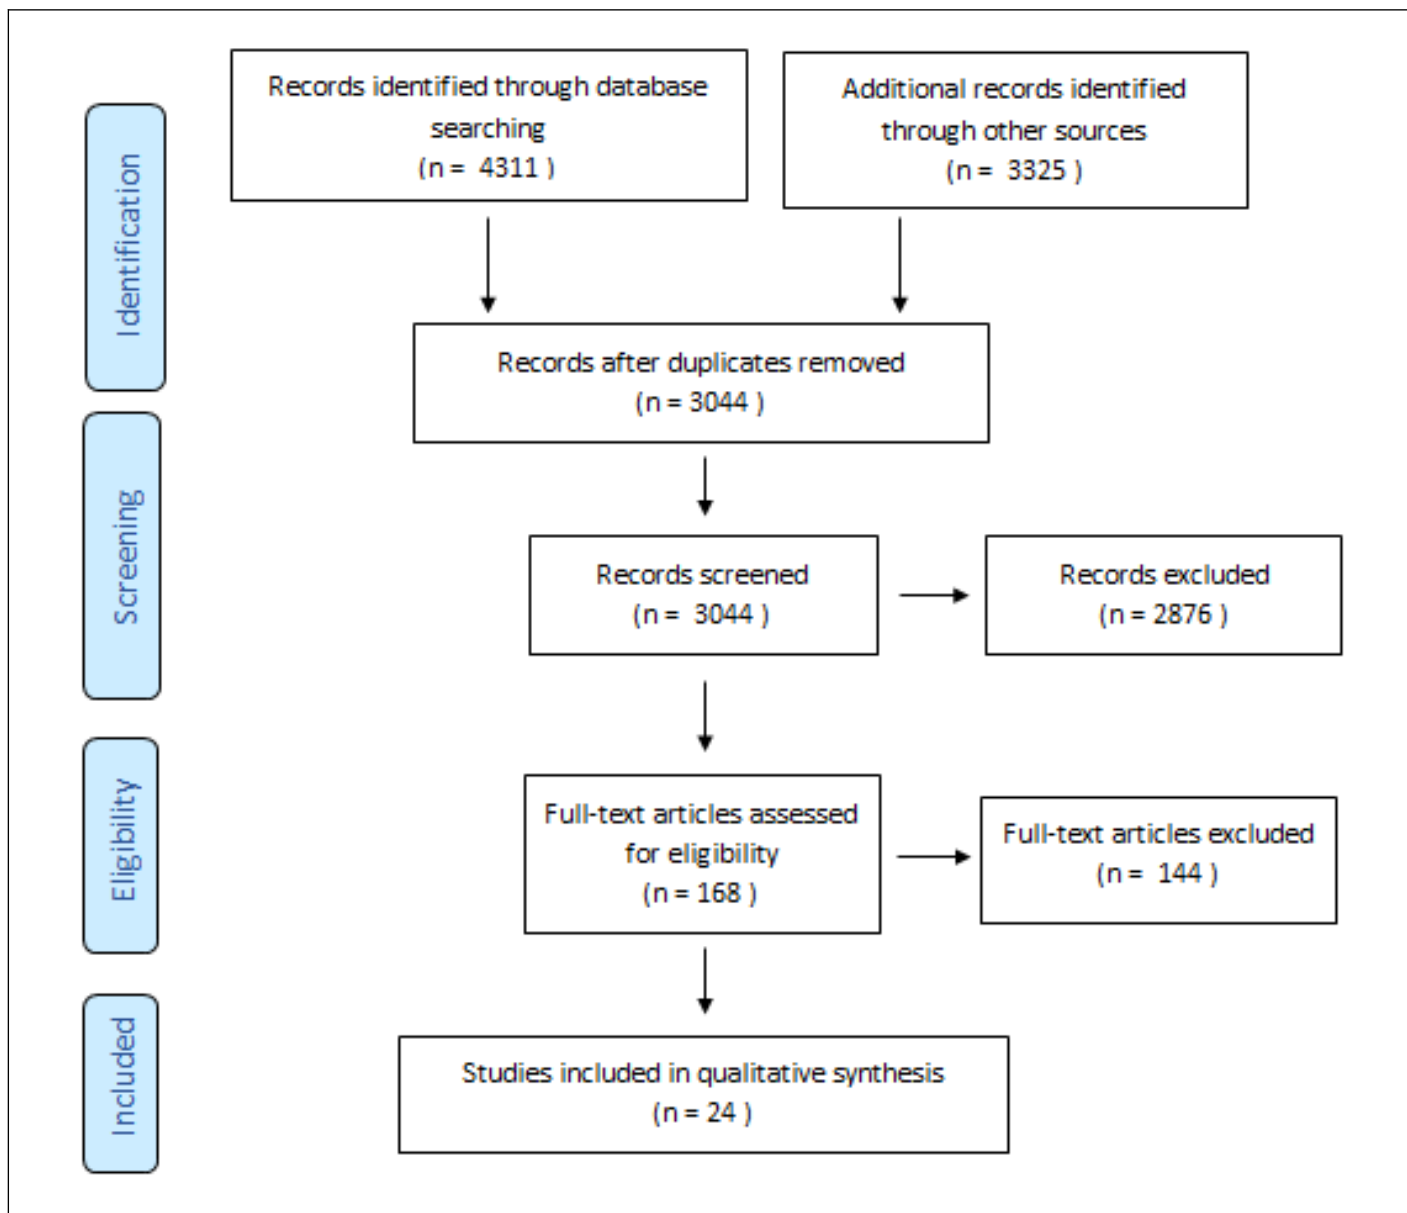 Identification
Records identified through database
searching
(n =  4311 )
Additional records identified
through other sources
(n =  3325 )
Records after duplicates removed
(n = 3044 )
Screening
Records screened
(n =  3044 )
Records excluded
(n = 2876 )
Eligibility
Full-text articles assessed
for eligibility
(n = 168 )
Full-text articles excluded
(n =  144 )
Included
Studies included in qualitative synthesis
(n = 24 )